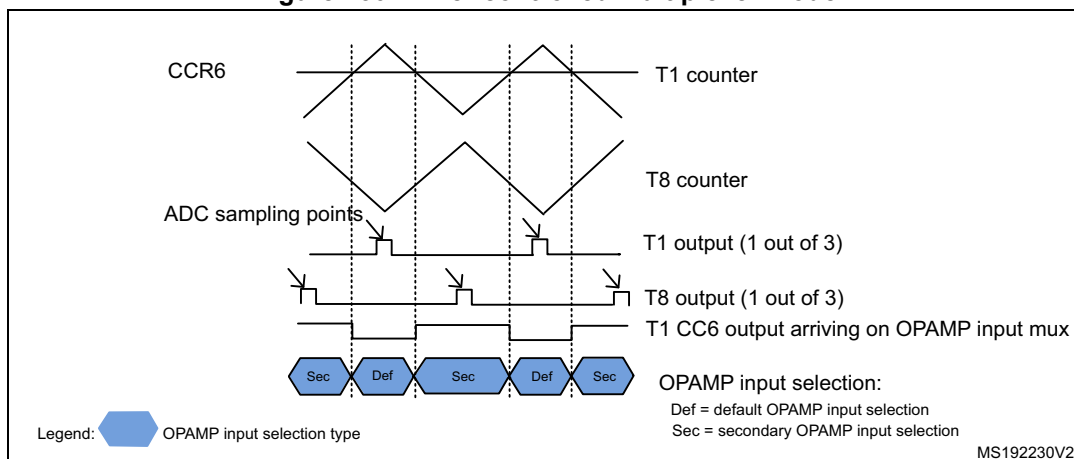 CCR6
T1 counter
T8 counter
ADC sampling points
T1 output (1 out of 3)
T8 output (1 out of 3)
T1 CC6 output arriving on OPAMP input mux
Sec
Def
Sec
Def
Sec
OPAMP input selection:
Def = default OPAMP input selection
Sec = secondary OPAMP input selection
Legend:
OPAMP input selection type
MS192230V2